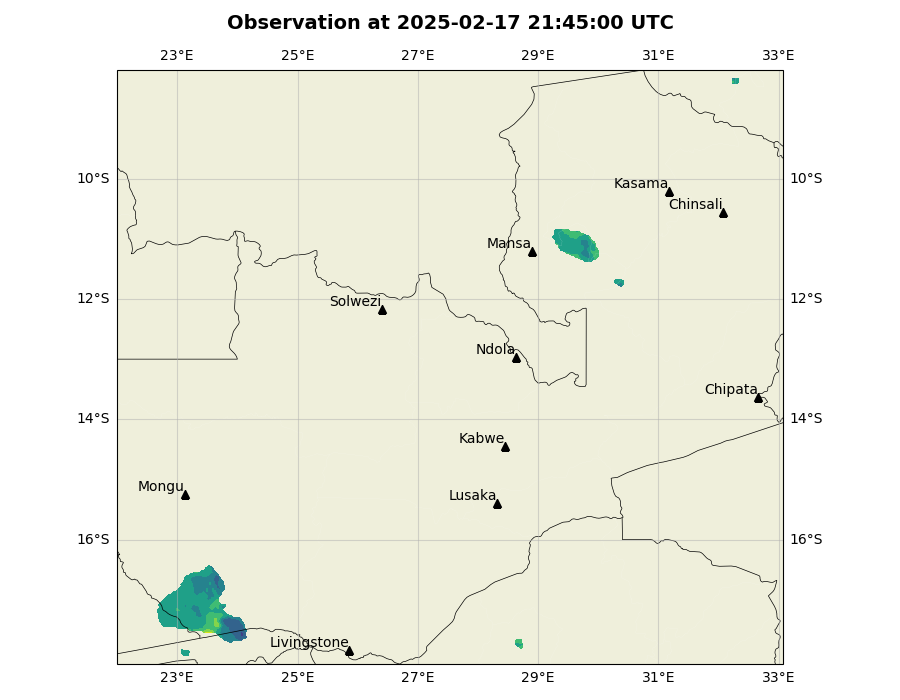 Observation at 2025-02-17 21:45:00 UTC
23°E 25°E 27°E 29°E 31°E 33°E
10°S 10°S
Kasama
Chinsali
Mansa
12°S 12°S
Solwezi
Ndola
Chipata
14°S 14°S
Kabwe
Mongu
Lusaka
16°S 16°S
Livingstone
23°E 25°E 27°E 29°E 31°E 33°E